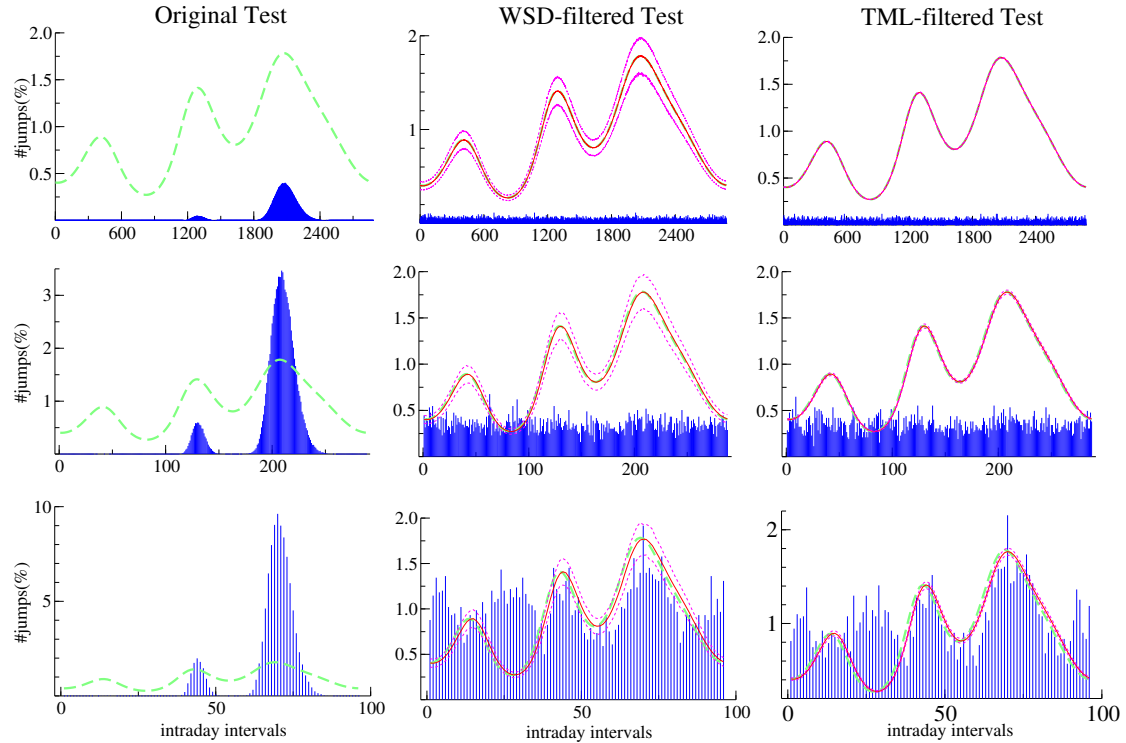 Original Test
WSD-filtered Test
TML-filtered Test
#jumps(%)
2.0
1.5
1.0
0.5
0 600 1200 1800 2400
2
1
0 600 1200 1800 2400
2.0
1.5
1.0
0.5
0 600 1200 1800 2400
#jumps(%)
3
2
1
0 100 200
2.0
1.5
1.0
0.5
0 100 200
2.0
1.5
1.0
0.5
0 100 200
#jumps(%)
10
5
0 50 100
intraday intervals
2.0
1.5
1.0
0.5
0 50 100
intraday intervals
2
1
0 50 100
intraday intervals